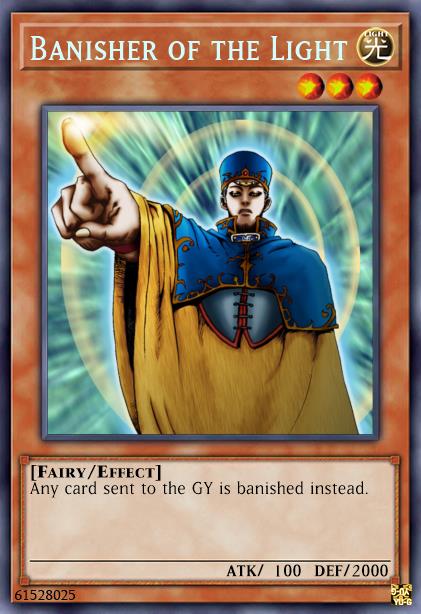 Banisher of the Light
LIGHT
光
[Fairy/Effect]
Any card sent to the GY is banished instead.
ATK/ 100 DEF/2000
61528025